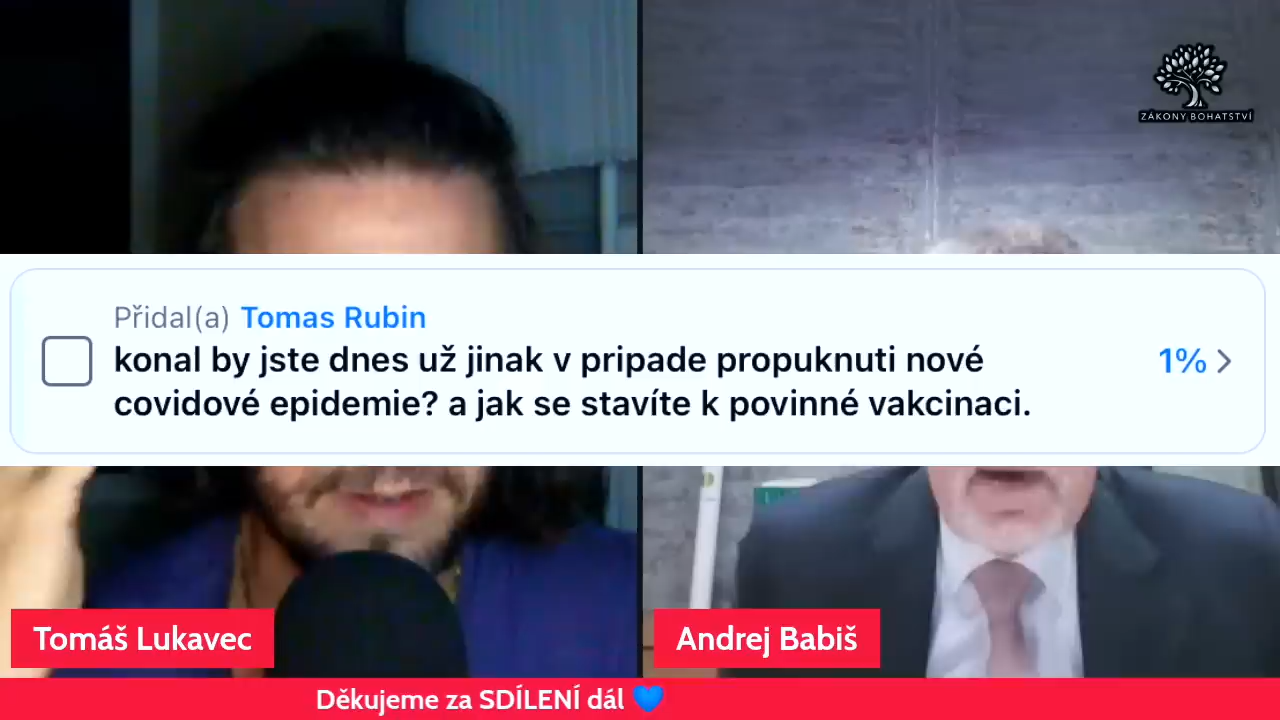 ZÁKONY BOHATSTVÍ
Přidal(a) Tomas Rubin
konal by jste dnes už jinak v pripade propuknuti nové
covidové epidemie? a jak se stavíte k povinné vakcinaci.
1%
Tomáš Lukavec
Andrej Babiš
Děkujeme za SDÍLENÍ dál 💙